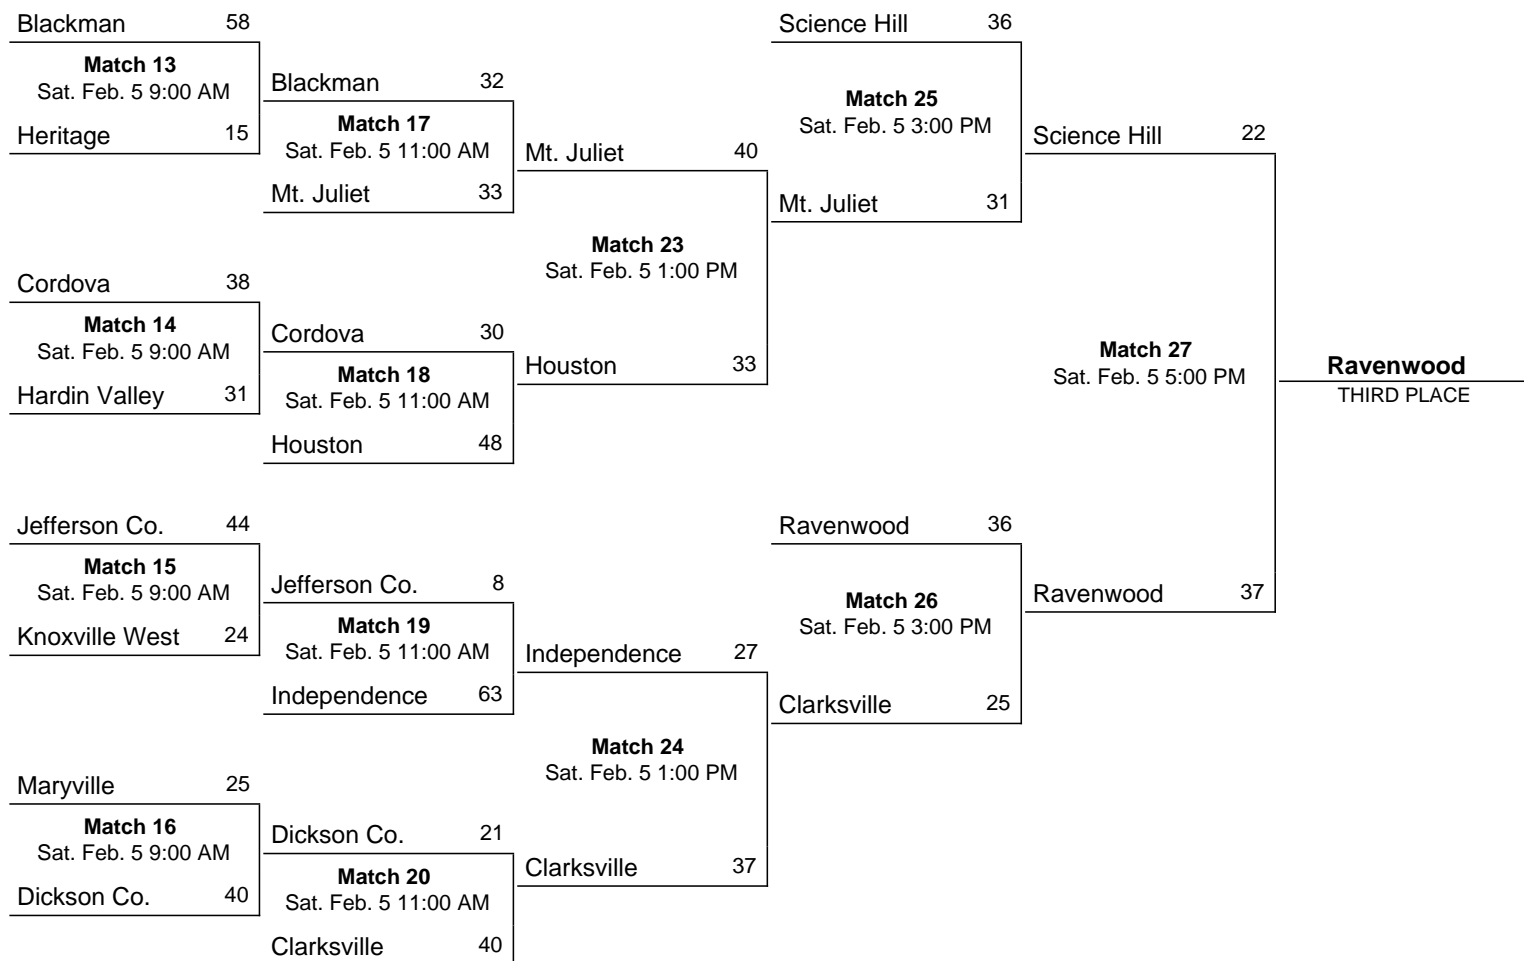 Blackman 58
Match 13
Sat. Feb. 5 9:00 AM
Heritage 15
Cordova 38
Match 14
Sat. Feb. 5 9:00 AM
Hardin Valley 31
Jefferson Co. 44
Match 15
Sat. Feb. 5 9:00 AM
Knoxville West 24
Maryville 25
Match 16
Sat. Feb. 5 9:00 AM
Dickson Co. 40
Blackman 32
Match 17
Sat. Feb. 5 11:00 AM
Mt. Juliet 33
Cordova 30
Match 18
Sat. Feb. 5 11:00 AM
Houston 48
Jefferson Co. 8
Match 19
Sat. Feb. 5 11:00 AM
Independence 63
Dickson Co. 21
Match 20
Sat. Feb. 5 11:00 AM
Clarksville 40
Mt. Juliet 40
Match 23
Sat. Feb. 5 1:00 PM
Houston 33
Independence 27
Match 24
Sat. Feb. 5 1:00 PM
Clarksville 37
Science Hill 36
Match 25
Sat. Feb. 5 3:00 PM
Mt. Juliet 31
Ravenwood 36
Match 26
Sat. Feb. 5 3:00 PM
Clarksville 25
Science Hill 22
Match 27
Sat. Feb. 5 5:00 PM
Ravenwood 37
Ravenwood
THIRD PLACE